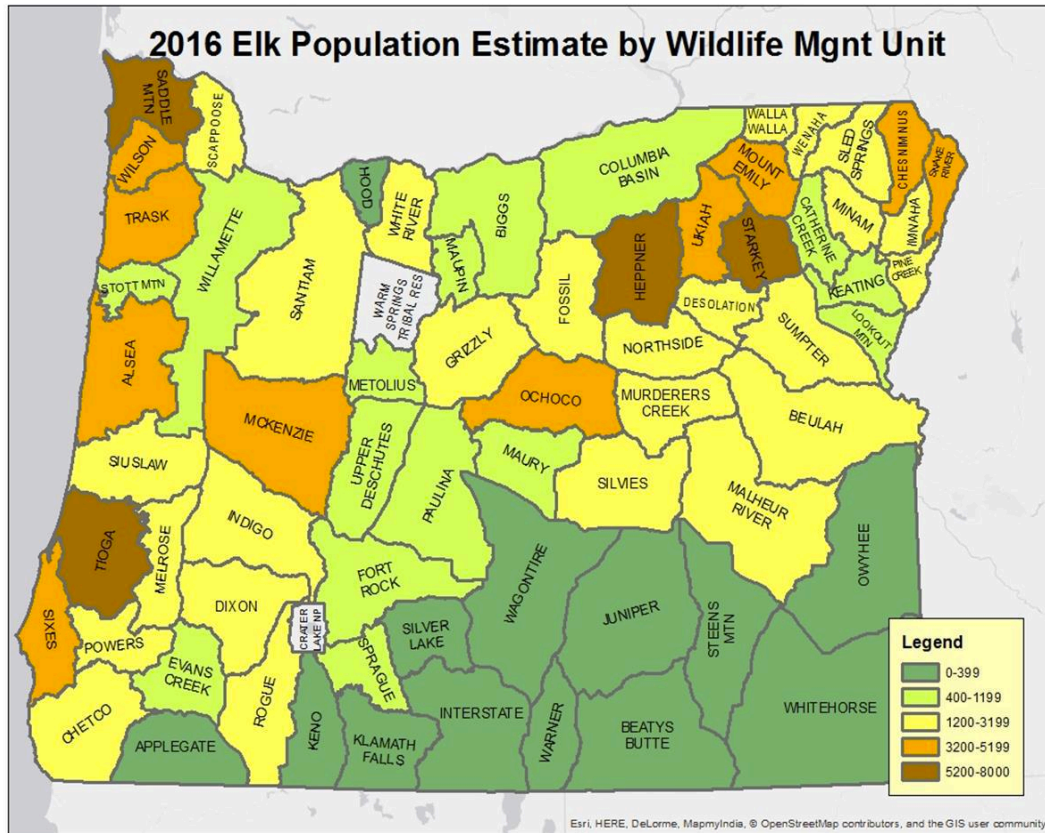 2016 Elk Population Estimate by Wildlife Mgnt Unit
SADDLE
MTN
SCAPPOOSE
WILSON
TRASK
WILLAMETTE
STOTT MTN
ALSEA
SANTIAM
HOOD
WHITE
RIVER
WARM
SPRINGS
TRIBAL RES
MAUPIN
BIGGS
COLUMBIA
BASIN
WALLA
WALLA
WENAHA
SLED
SPRINGS
CHESNIMNUS
SNAKE
RIVER
MOUNT
EMILY
UKIAH
STARKEY
CATHERINE
CREEK
MINAM
IMNAHA
PINE
CREEK
KEATING
LOOKOUT
MTN
HEPPNER
FOSSIL
DESOLATION
SUMPTER
NORTHSIDE
GRIZZLY
METOLIUS
OCHOCO
MURDERERS
CREEK
BEULAH
MCKENZIE
UPPER
DESCHUTES
PAULINA
MAURY
SILVIES
MALHEUR
RIVER
SIUSLAW
TIOGA
MELROSE
INDIGO
OWYHEE
SIXES
POWERS
DIXON
CRATER
LAKE NP
FORT
ROCK
SILVER
LAKE
WAGONTIRE
JUNIPER
STEENS
MTN
EVANS
CREEK
ROGUE
SPRAGUE
CHETCO
APPLEGATE
KENO
KLAMATH
FALLS
INTERSTATE
WARNER
BEATYS
BUTTE
WHITEHORSE
Legend
0-399
400-1199
1200-3199
3200-5199
5200-8000
Esri, HERE, DeLorme, MapmyIndia, © OpenStreetMap contributors, and the GIS user community